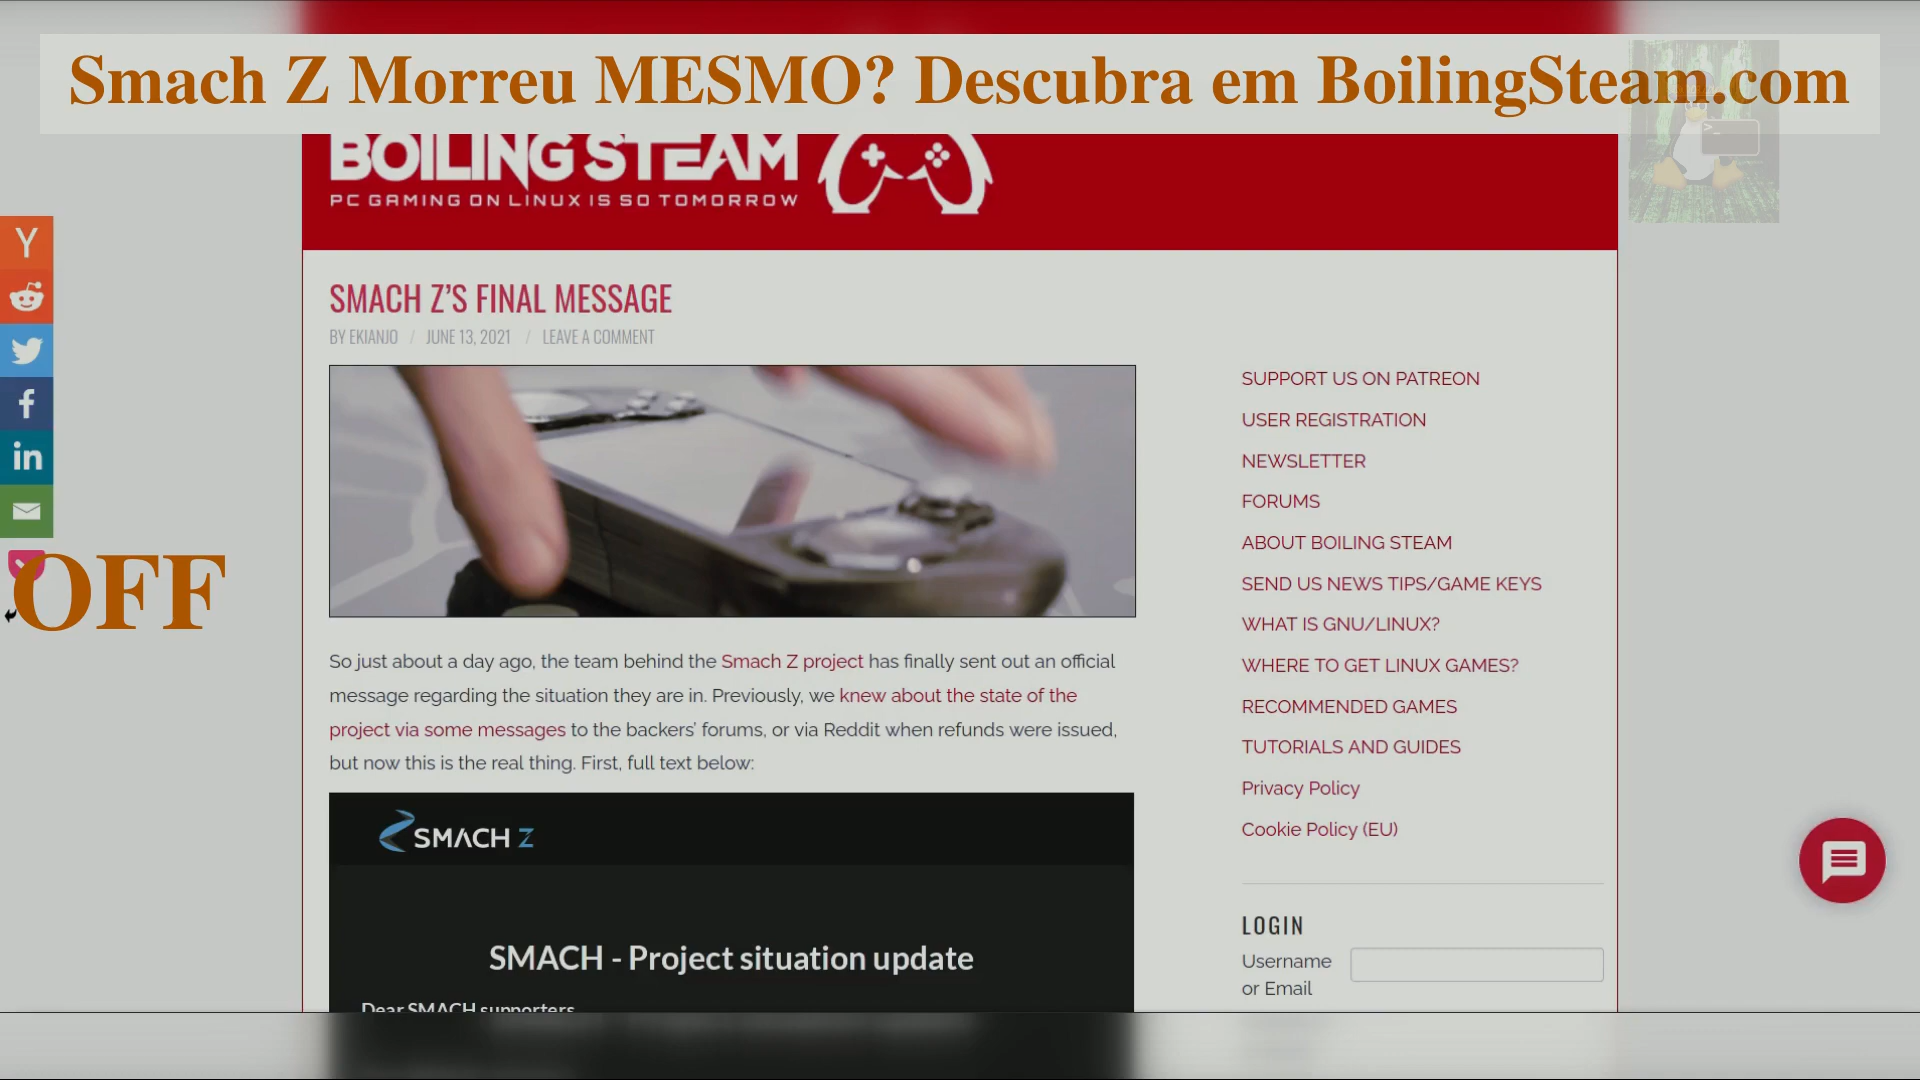 Smach Z Morreu MESMO? Descubra em BoilingSteam.com
BOILING STEAM
PC GAMING ON LINUX IS SO TOMORROW
SMACH Z'S FINAL MESSAGE
BY EKIANJO / JUNE 13, 2021 / LEAVE A COMMENT
OFF
So just about a day ago, the team behind the Smach Z project has finally sent out an official
message regarding the situation they are in. Previously, we knew about the state of the
project via some messages to the backers' forums, or via Reddit when refunds were issued,
but now this is the real thing. First, full text below:
SMACH Z
SMACH - Project situation update
Dear SMACH supporters
SUPPORT US ON PATREON
USER REGISTRATION
NEWSLETTER
FORUMS
ABOUT BOILING STEAM
SEND US NEWS TIPS/GAME KEYS
WHAT IS GNU/LINUX?
WHERE TO GET LINUX GAMES?
RECOMMENDED GAMES
TUTORIALS AND GUIDES
Privacy Policy
Cookie Policy (EU)
LOGIN
Username
or Email